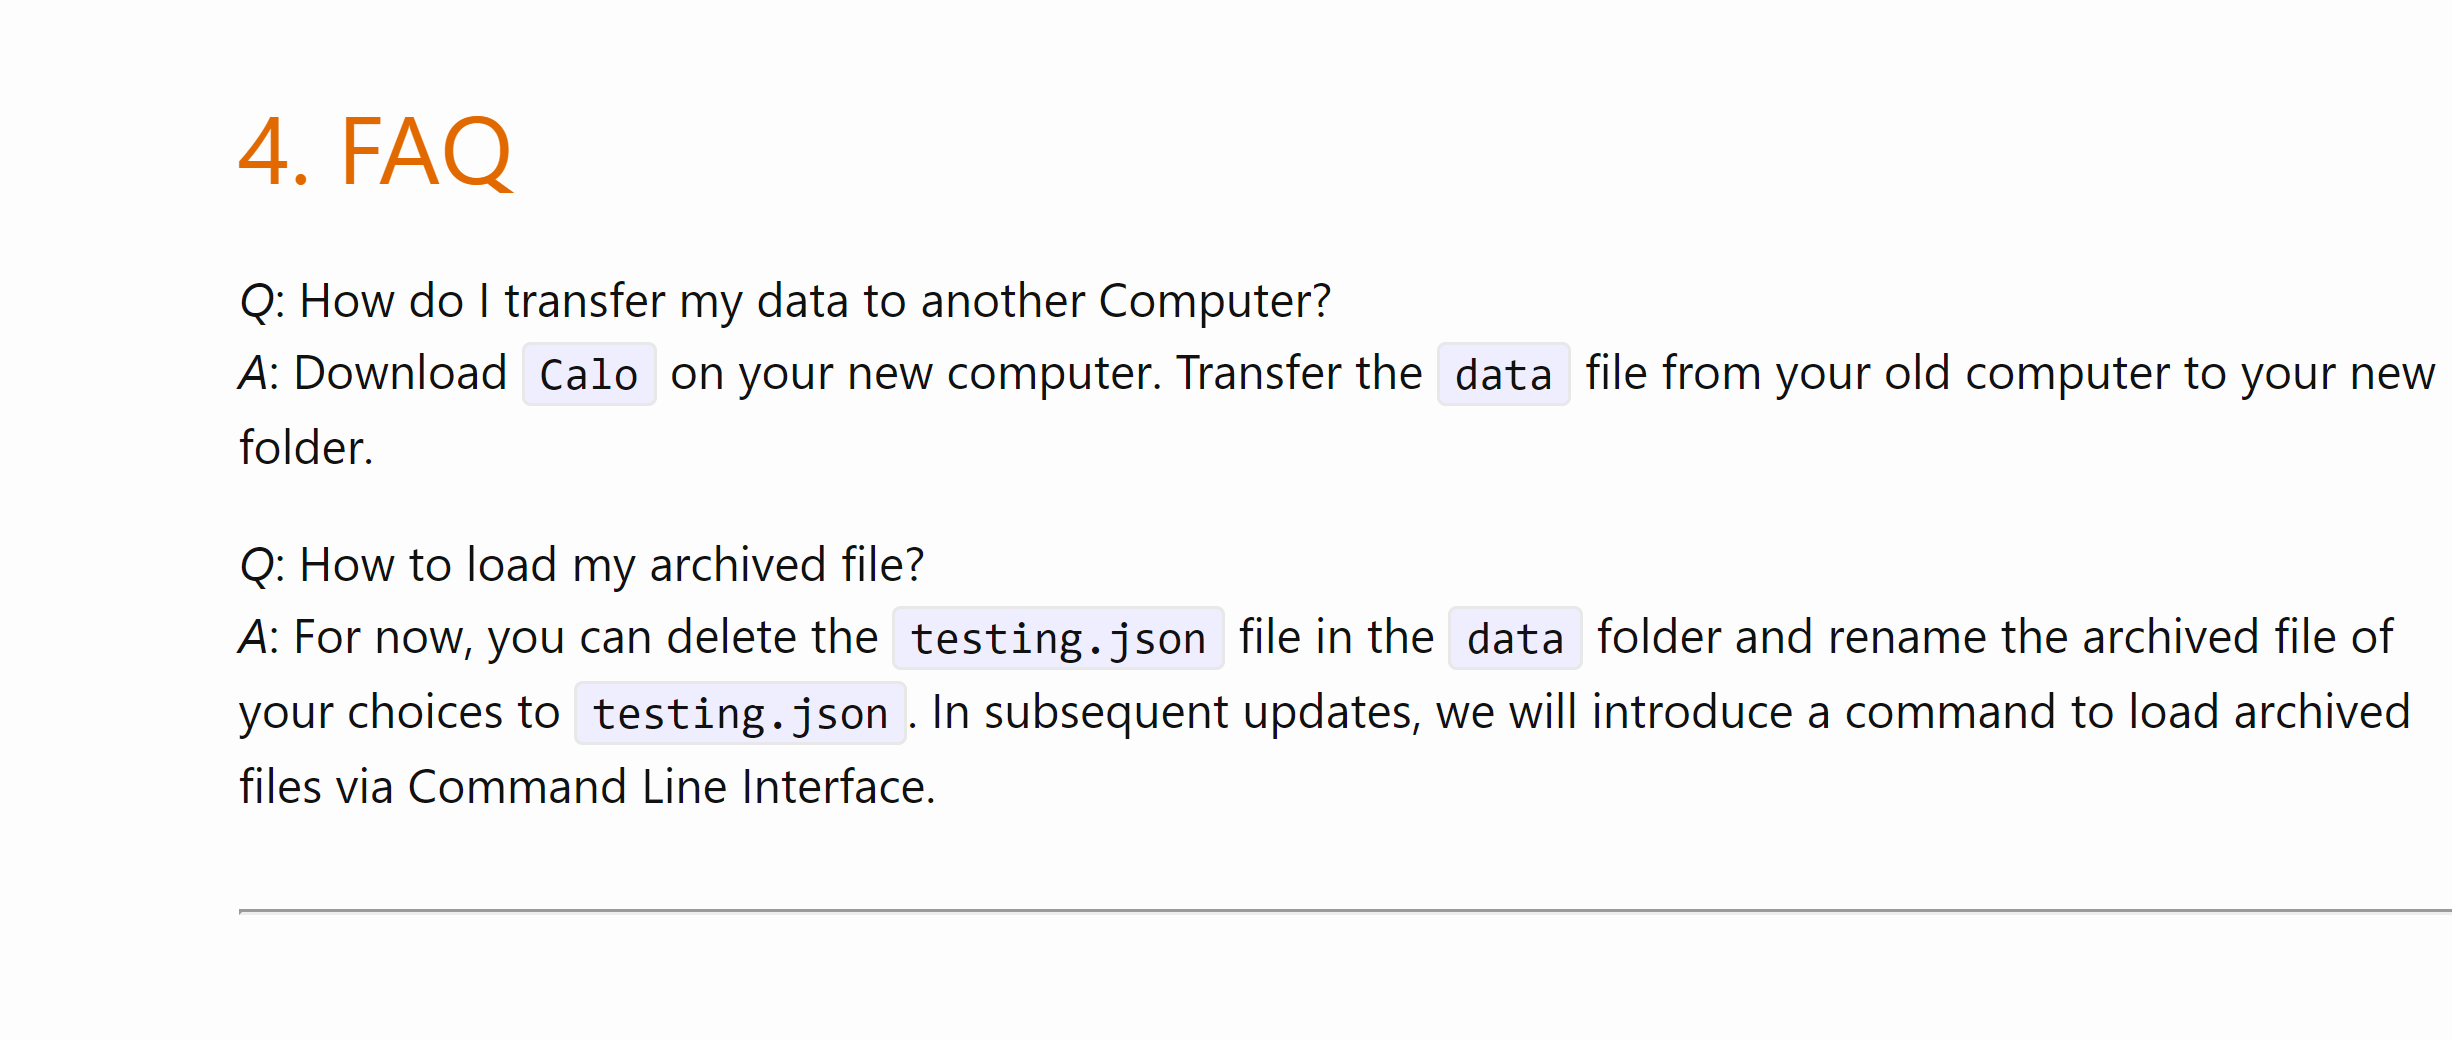 4. FAQ
Q: How do I transfer my data to another Computer?
A: Download Calo on your new computer. Transfer the data file from your old computer to your new
folder.
Q: How to load my archived file?
A: For now, you can delete the testing.json file in the data folder and rename the archived file of
your choices to testing.json. In subsequent updates, we will introduce a command to load archived
files via Command Line Interface.